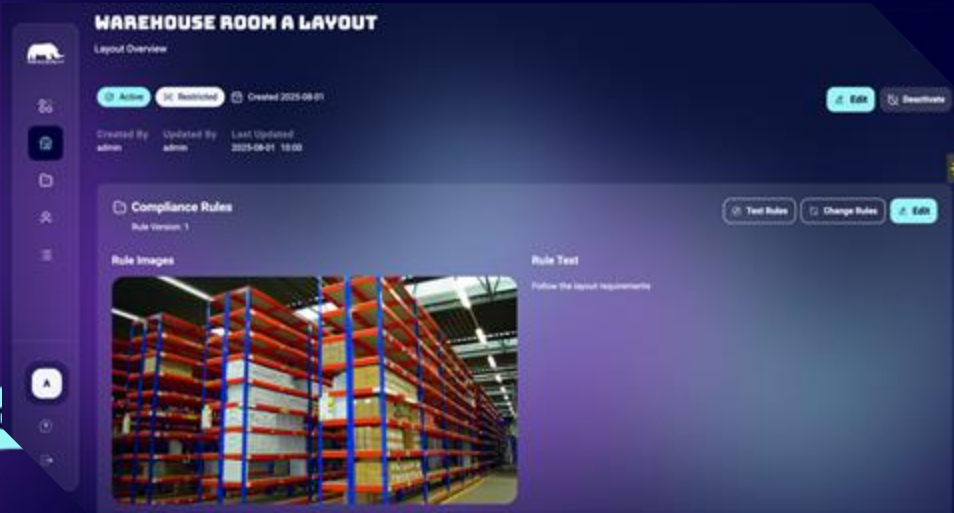 WAREHOUSE ROOM A LAYOUT
Layout Overview
Active Restricted Created 2025-08-01
Edit Deactivate
Created By Updated By Last Updated
admin admin 2025-08-01 10:00
Compliance Rules
Rule Version: 1
Test Rules Change Rules Edit
Rule Images Rule Text
Follow the layout requirements
A